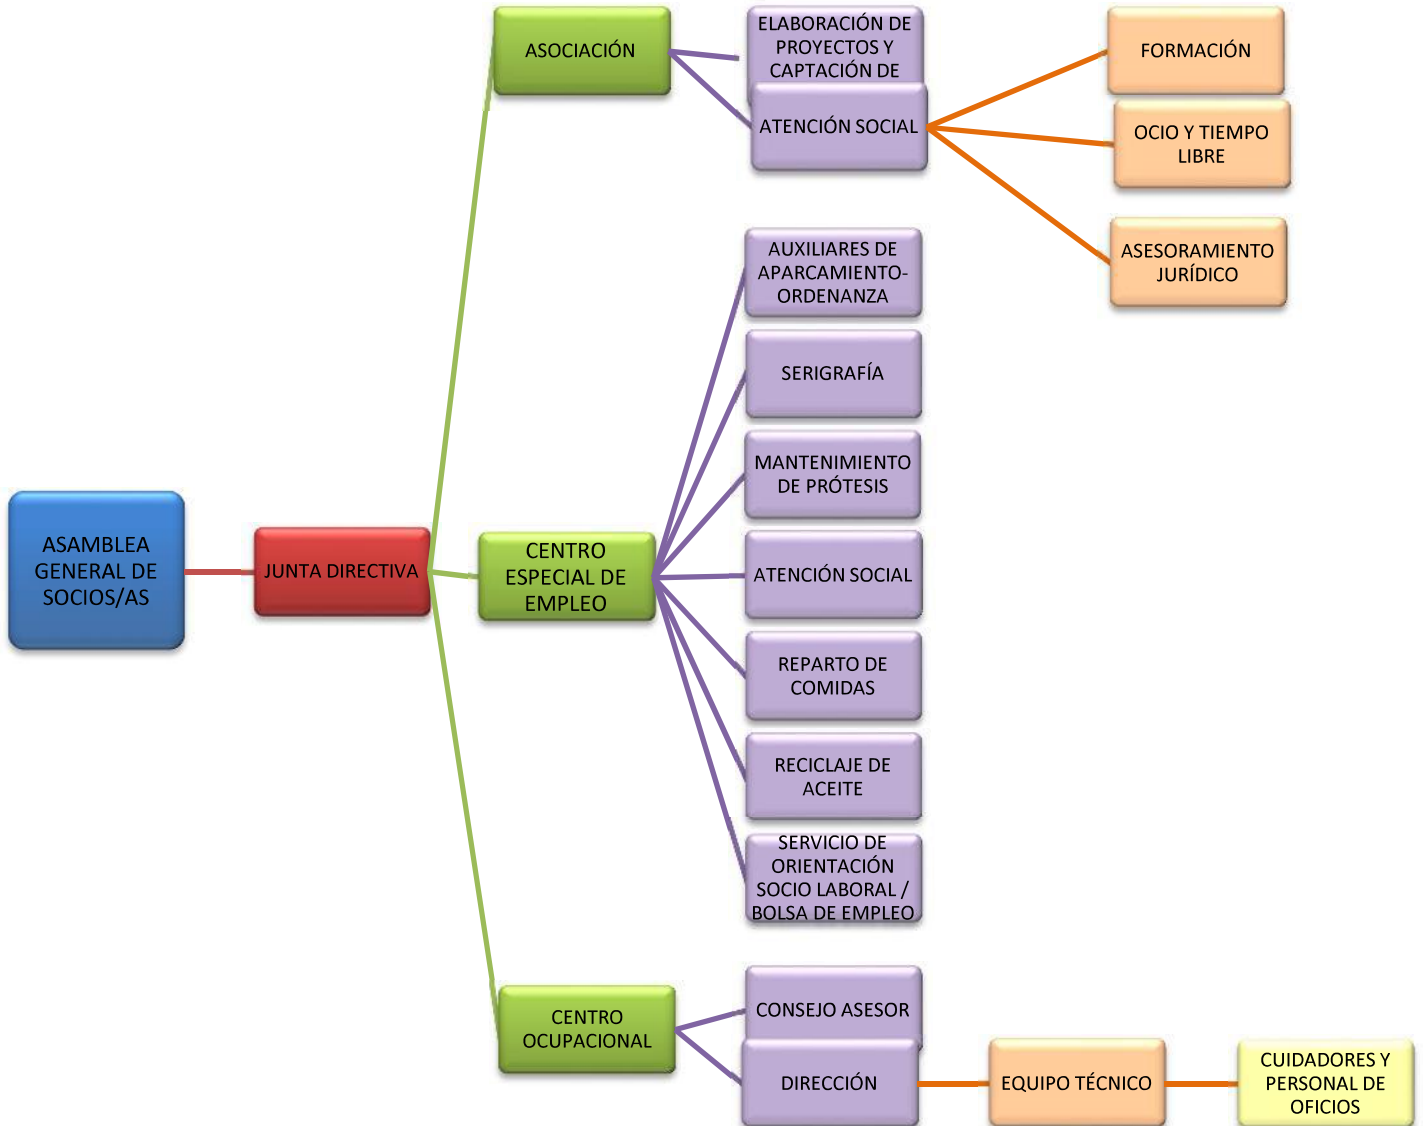 ASAMBLEA
GENERAL DE
SOCIOS/AS
JUNTA DIRECTIVA
ASOCIACIÓN
ELABORACIÓN DE
PROYECTOS Y
CAPTACIÓN DE
ATENCIÓN SOCIAL
FORMACIÓN
OCIO Y TIEMPO
LIBRE
ASESORAMIENTO
JURÍDICO
CENTRO
ESPECIAL DE
EMPLEO
AUXILIARES DE
APARCAMIENTO-
ORDENANZA
SERIGRAFÍA
MANTENIMIENTO
DE PRÓTESIS
ATENCIÓN SOCIAL
REPARTO DE
COMIDAS
RECICLAJE DE
ACEITE
SERVICIO DE
ORIENTACIÓN
SOCIO LABORAL /
BOLSA DE EMPLEO
CENTRO
OCUPACIONAL
CONSEJO ASESOR
DIRECCIÓN
EQUIPO TÉCNICO
CUIDADORES Y
PERSONAL DE
OFICIOS